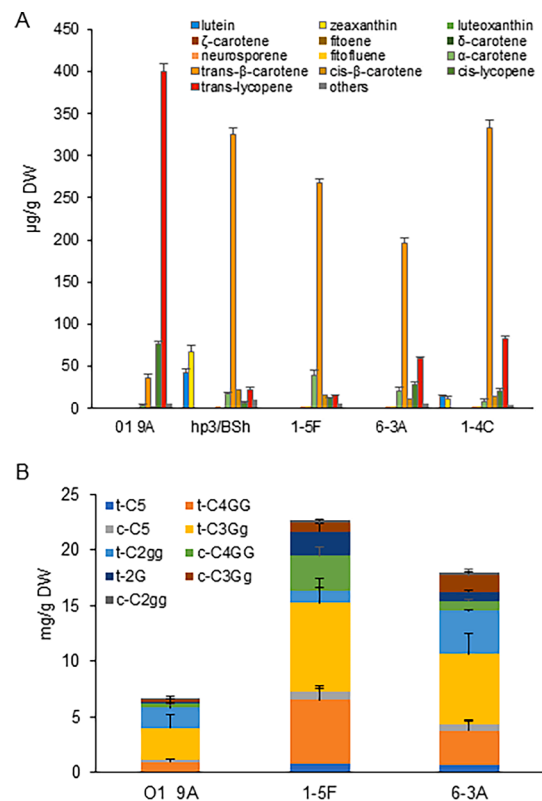 A
lutein zeaxanthin luteoxanthin
ζ-carotene fitoene δ-carotene
neurosporene fitofluene α-carotene
trans-β-carotene cis-β-carotene cis-lycopene
trans-lycopene others
450
400
350
300
250
200
150
100
50
0
µg/g DW
01 9A hp3/BSh 1-5F 6-3A 1-4C
B
t-C5 t-C4GG
c-C5 t-C3Gg
t-C2gg c-C4GG
t-2G c-C3Gg
c-C2gg
25
20
15
10
5
0
mg/g DW
O1 9A 1-5F 6-3A